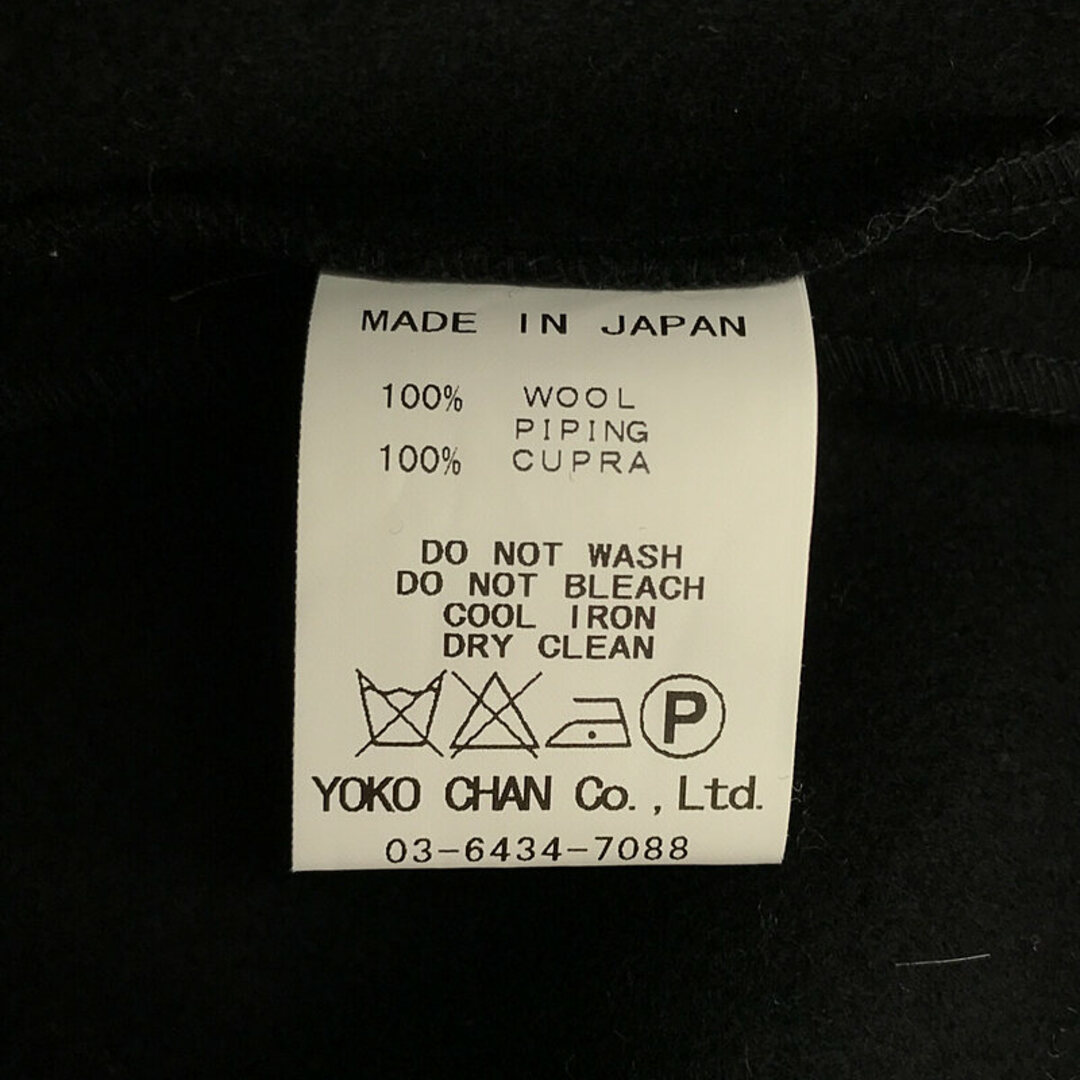 MADE IN JAPAN
100% WOOL
PIPING
100% CUPRA
DO NOT WASH
DO NOT BLEACH
COOL IRON
DRY CLEAN
P
YOKO CHAN Co., Ltd.
03-6434-7088